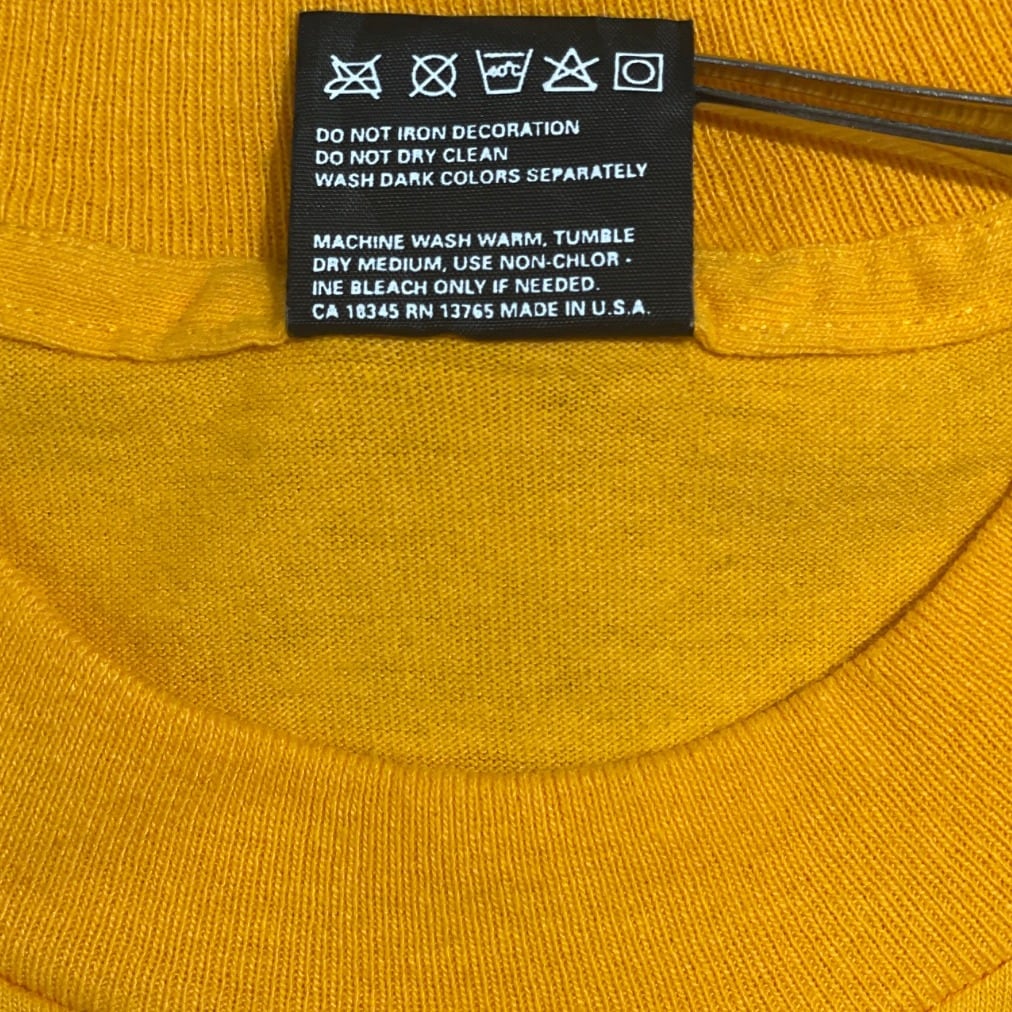 40°C
DO NOT IRON DECORATION
DO NOT DRY CLEAN
WASH DARK COLORS SEPARATELY
MACHINE WASH WARM, TUMBLE
DRY MEDIUM, USE NON-CHLOR -
INE BLEACH ONLY IF NEEDED.
CA 18345 RN 13765 MADE IN U.S.A.